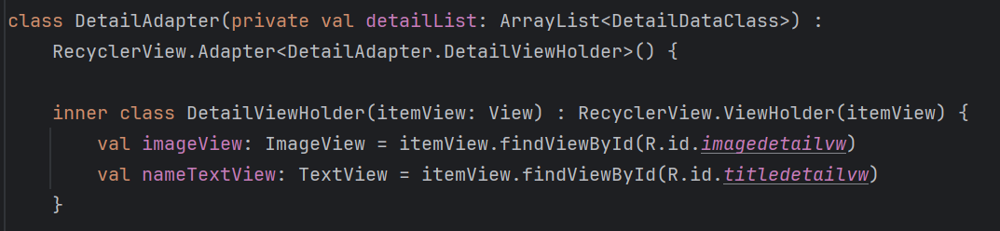 class DetailAdapter(private val detailList: ArrayList<DetailDataClass>) :
    RecyclerView.Adapter<DetailAdapter.DetailViewHolder>() {

    inner class DetailViewHolder(itemView: View) : RecyclerView.ViewHolder(itemView) {
        val imageView: ImageView = itemView.findViewById(R.id.imagedetailvw)
        val nameTextView: TextView = itemView.findViewById(R.id.titledetailvw)
    }